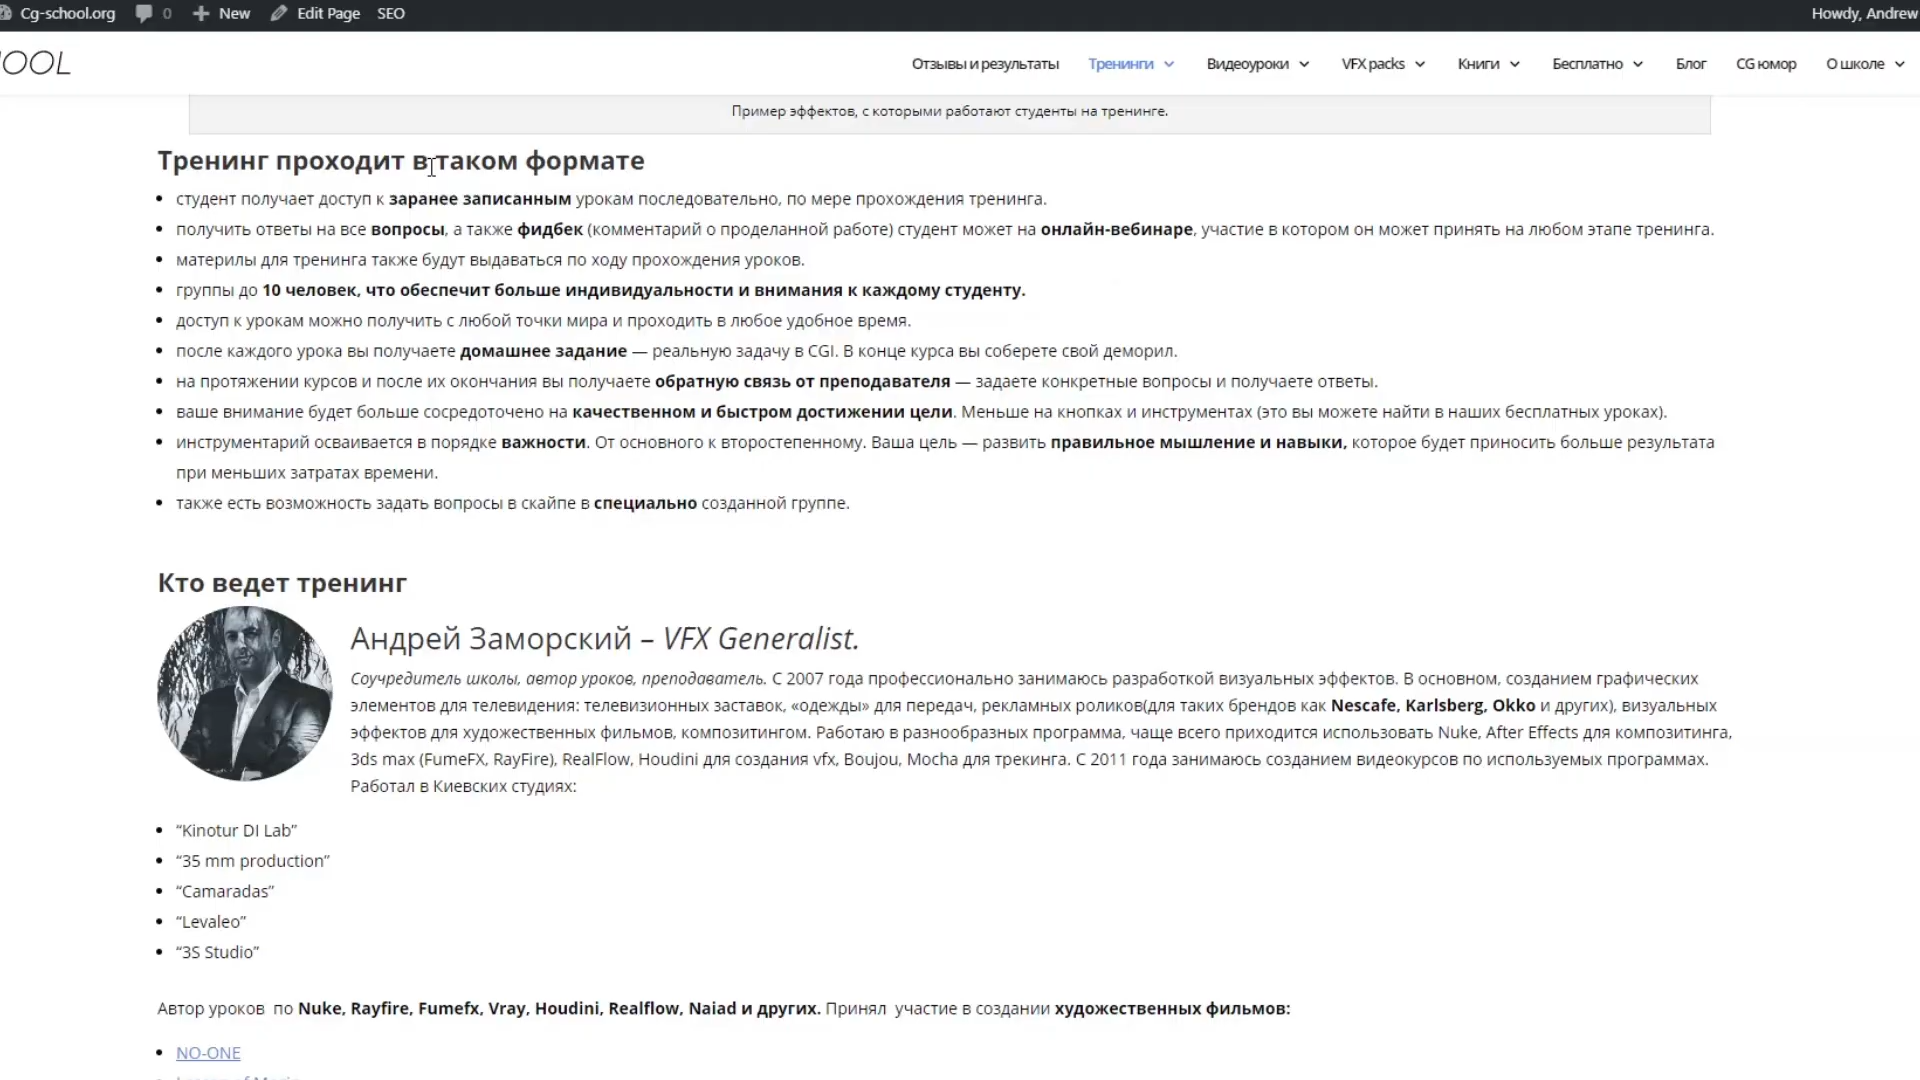 Cg-school.org 0 New Edit Page SEO Howdy, Andrew
OOL Отзывы и результаты Тренинги Видеоуроки VFX packs Книги Бесплатно Блог CG юмор О школе
Пример эффектов, с которыми работают студенты на тренинге.
Тренинг проходит в таком формате
студент получает доступ к заранее записанным урокам последовательно, по мере прохождения тренинга.
получить ответы на все вопросы, а также фидбек (комментарий о проделанной работе) студент может на онлайн-вебинаре, участие в котором он может принять на любом этапе тренинга.
материлы для тренинга также будут выдаваться по ходу прохождения уроков.
группы до 10 человек, что обеспечит больше индивидуальности и внимания к каждому студенту.
доступ к урокам можно получить с любой точки мира и проходить в любое удобное время.
после каждого урока вы получаете домашнее задание — реальную задачу в CGI. В конце курса вы соберете свой деморил.
на протяжении курсов и после их окончания вы получаете обратную связь от преподавателя — задаете конкретные вопросы и получаете ответы.
ваше внимание будет больше сосредоточено на качественном и быстром достижении цели. Меньше на кнопках и инструментах (это вы можете найти в наших бесплатных уроках).
инструментарий осваивается в порядке важности. От основного к второстепенному. Ваша цель — развить правильное мышление и навыки, которое будет приносить больше результата
при меньших затратах времени.
также есть возможность задать вопросы в скайпе в специально созданной группе.
Кто ведет тренинг
Андрей Заморский – VFX Generalist.
Соучредитель школы, автор уроков, преподаватель. С 2007 года профессионально занимаюсь разработкой визуальных эффектов. В основном, созданием графических
элементов для телевидения: телевизионных заставок, «одежды» для передач, рекламных роликов(для таких брендов как Nescafe, Karlsberg, Okko и других), визуальных
эффектов для художественных фильмов, композитингом. Работаю в разнообразных программа, чаще всего приходится использовать Nuke, After Effects для композитинга,
3ds max (FumeFX, RayFire), RealFlow, Houdini для создания vfx, Boujou, Mocha для трекинга. С 2011 года занимаюсь созданием видеокурсов по используемых программах.
Работал в Киевских студиях:
“Kinotur DI Lab”
“35 mm production”
“Camaradas”
“Levaleo”
“3S Studio”
Автор уроков по Nuke, Rayfire, Fumefx, Vray, Houdini, Realflow, Naiad и других. Принял участие в создании художественных фильмов:
NO-ONE